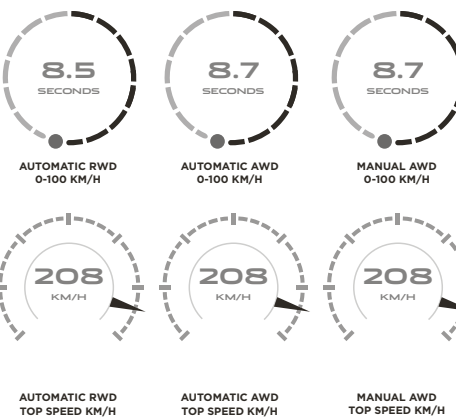 8.5
SECONDS
AUTOMATIC RWD
0-100 KM/H
8.7
SECONDS
AUTOMATIC AWD
0-100 KM/H
8.7
SECONDS
MANUAL AWD
0-100 KM/H
208
KM/H
AUTOMATIC RWD
TOP SPEED KM/H
208
KM/H
AUTOMATIC AWD
TOP SPEED KM/H
208
KM/H
MANUAL AWD
TOP SPEED KM/H